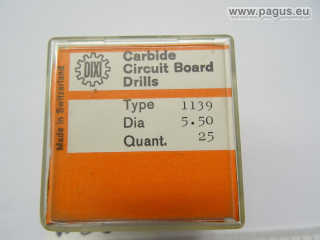 www.pagus.eu
DIXI
Made in Switzerland
Carbide
Circuit Board
Drills
Type 1139
Dia 5.50
Quant. 25